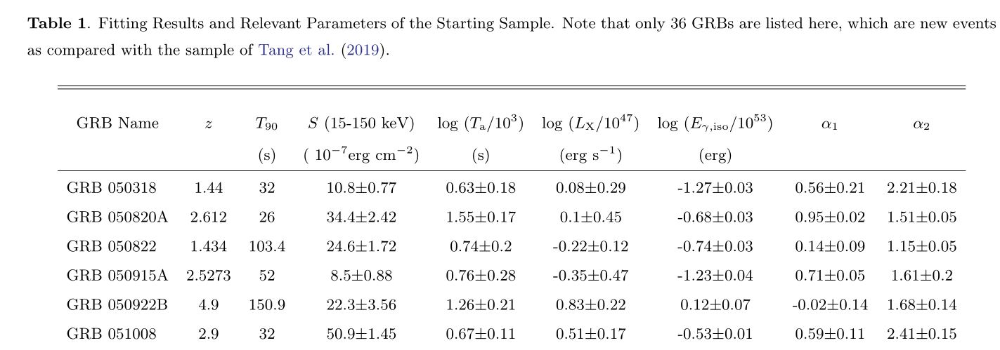 Table 1. Fitting Results and Relevant Parameters of the Starting Sample. Note that only 36 GRBs are listed here, which are new events
as compared with the sample of Tang et al. (2019).
GRB Name z T90 S (15-150 keV) log (Ta/10^3) log (LX/10^47) log (Eγ,iso/10^53) α1 α2
(s) ( 10^−7erg cm^−2) (s) (erg s^−1) (erg)
GRB 050318 1.44 32 10.8±0.77 0.63±0.18 0.08±0.29 -1.27±0.03 0.56±0.21 2.21±0.18
GRB 050820A 2.612 26 34.4±2.42 1.55±0.17 0.1±0.45 -0.68±0.03 0.95±0.02 1.51±0.05
GRB 050822 1.434 103.4 24.6±1.72 0.74±0.2 -0.22±0.12 -0.74±0.03 0.14±0.09 1.15±0.05
GRB 050915A 2.5273 52 8.5±0.88 0.76±0.28 -0.35±0.47 -1.23±0.04 0.71±0.05 1.61±0.2
GRB 050922B 4.9 150.9 22.3±3.56 1.26±0.21 0.83±0.22 0.12±0.07 -0.02±0.14 1.68±0.14
GRB 051008 2.9 32 50.9±1.45 0.67±0.11 0.51±0.17 -0.53±0.01 0.59±0.11 2.41±0.15